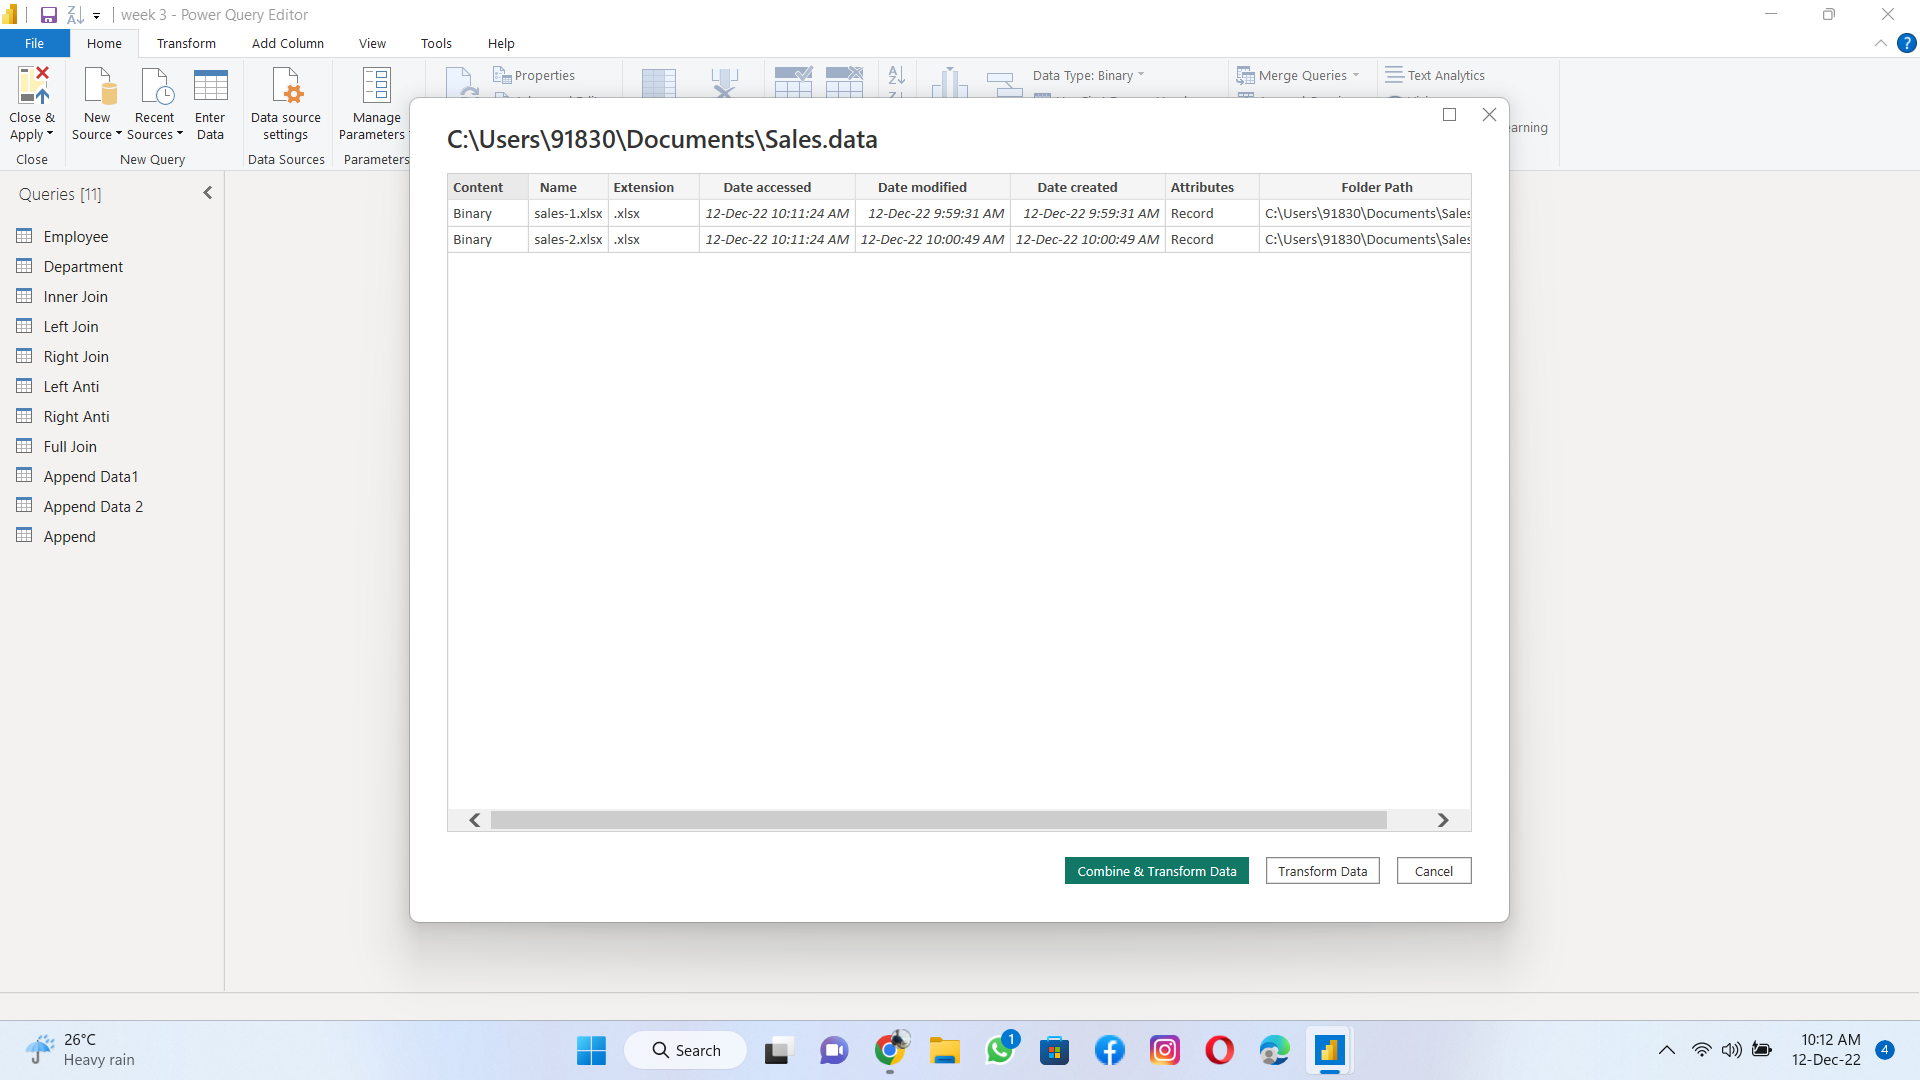 week 3 - Power Query Editor
File Home Transform Add Column View Tools Help
Close & Apply
New Source
Recent Sources
Enter Data
Data source settings
Manage Parameters
Properties
Data Type: Binary
Merge Queries
Text Analytics
arning
Close
New Query
Data Sources
Parameters
Queries [11]
Employee
Department
Inner Join
Left Join
Right Join
Left Anti
Right Anti
Full Join
Append Data1
Append Data 2
Append
C:\Users\91830\Documents\Sales.data
Content Name Extension Date accessed Date modified Date created Attributes Folder Path
Binary sales-1.xlsx .xlsx 12-Dec-22 10:11:24 AM 12-Dec-22 9:59:31 AM 12-Dec-22 9:59:31 AM Record C:\Users\91830\Documents\Sales
Binary sales-2.xlsx .xlsx 12-Dec-22 10:11:24 AM 12-Dec-22 10:00:49 AM 12-Dec-22 10:00:49 AM Record C:\Users\91830\Documents\Sales
Combine & Transform Data Transform Data Cancel
26°C
Heavy rain
Search
1
10:12 AM
12-Dec-22
4